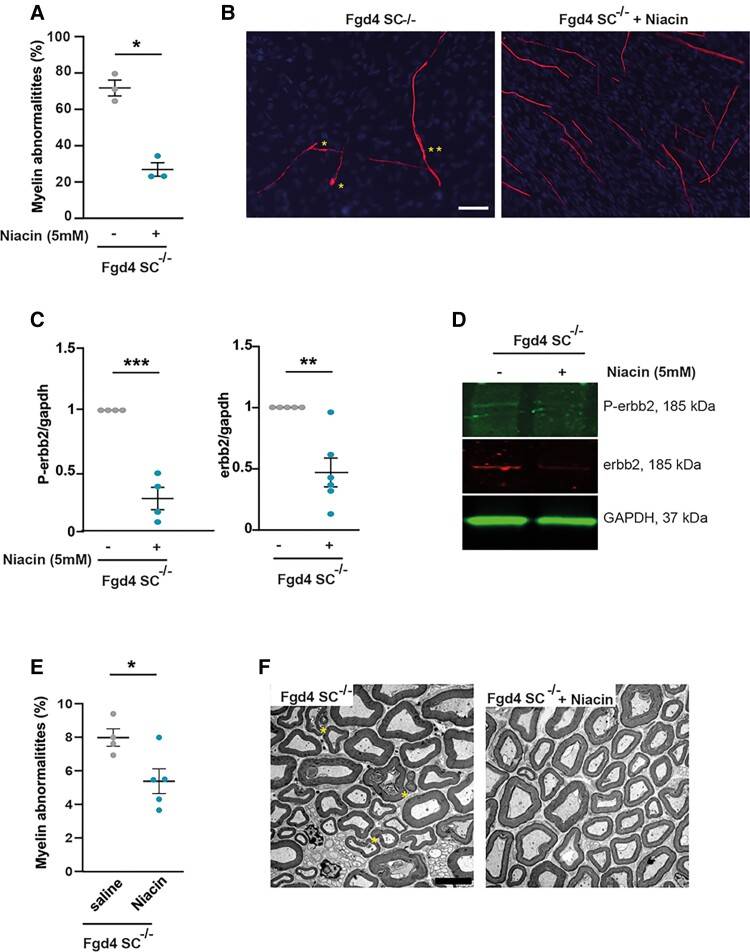 A
Myelin abnormalitites (%)
100
80
60
40
20
0
*
Niacin (5mM)
- +
Fgd4 SC-/-
B
Fgd4 SC-/-
Fgd4 SC-/- + Niacin
*
*
**
C
P-erbb2/gapdh
1.5
1
0.5
0
***
Niacin (5mM)
- +
Fgd4 SC-/-
erbb2/gapdh
1.5
1
0.5
0
**
- +
Fgd4 SC-/-
D
Fgd4 SC-/-
- + Niacin (5mM)
P-erbb2, 185 kDa
erbb2, 185 kDa
GAPDH, 37 kDa
E
Myelin abnormalitites (%)
10
8
6
4
2
0
*
saline
Niacin
Fgd4 SC-/-
F
Fgd4 SC-/-
*
*
*
Fgd4 SC-/- + Niacin